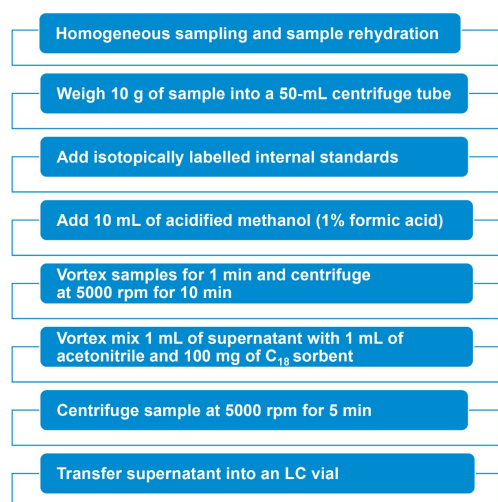 Homogeneous sampling and sample rehydration
Weigh 10 g of sample into a 50-mL centrifuge tube
Add isotopically labelled internal standards
Add 10 mL of acidified methanol (1% formic acid)
Vortex samples for 1 min and centrifuge
at 5000 rpm for 10 min
Vortex mix 1 mL of supernatant with 1 mL of
acetonitrile and 100 mg of C₁₈ sorbent
Centrifuge sample at 5000 rpm for 5 min
Transfer supernatant into an LC vial